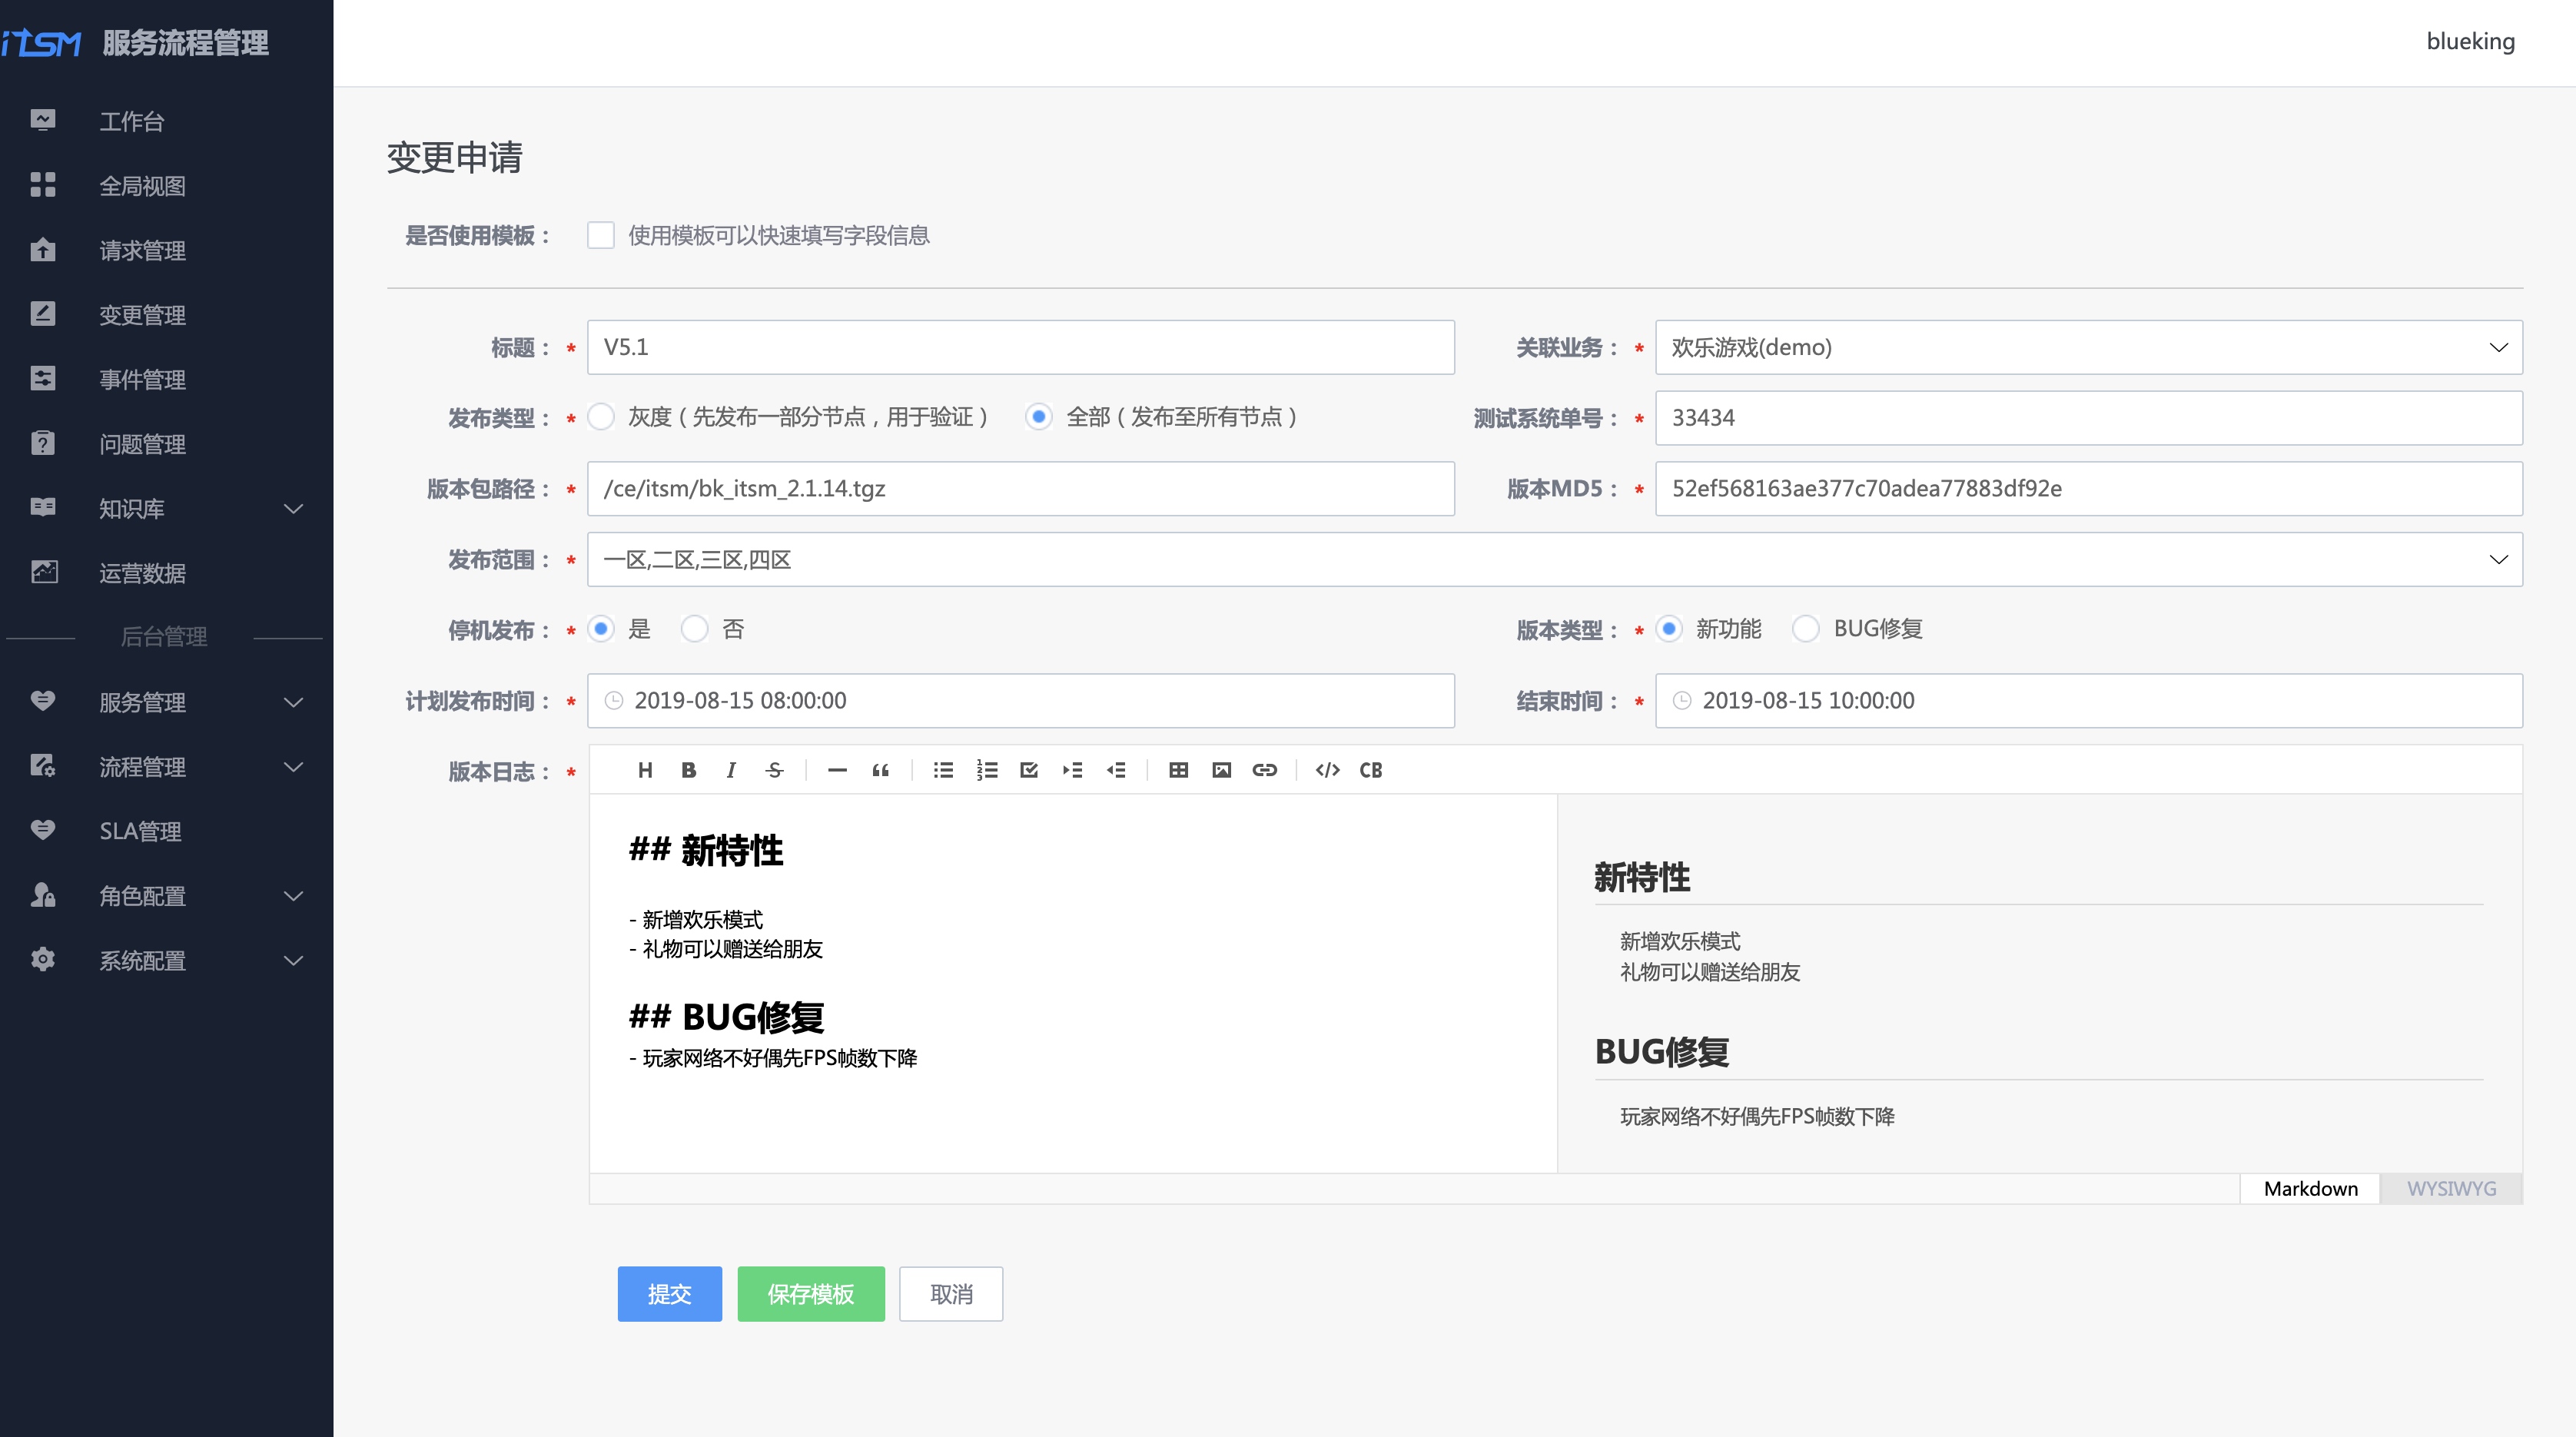 iTSM 服务流程管理
blueking
工作台
全局视图
请求管理
变更管理
事件管理
问题管理
知识库
运营数据
后台管理
服务管理
流程管理
SLA管理
角色配置
系统配置
变更申请
是否使用模板： 使用模板可以快速填写字段信息
标题： * V5.1
关联业务： * 欢乐游戏(demo)
发布类型： * 灰度（先发布一部分节点，用于验证） 全部（发布至所有节点）
测试系统单号： * 33434
版本包路径： * /ce/itsm/bk_itsm_2.1.14.tgz
版本MD5： * 52ef568163ae377c70adea77883df92e
发布范围： * 一区,二区,三区,四区
停机发布： * 是 否
版本类型： * 新功能 BUG修复
计划发布时间： * 2019-08-15 08:00:00
结束时间： * 2019-08-15 10:00:00
版本日志： *
H B I S — “ </> CB
## 新特性
- 新增欢乐模式
- 礼物可以赠送给朋友
## BUG修复
- 玩家网络不好偶先FPS帧数下降
新特性
新增欢乐模式
礼物可以赠送给朋友
BUG修复
玩家网络不好偶先FPS帧数下降
Markdown WYSIWYG
提交 保存模板 取消